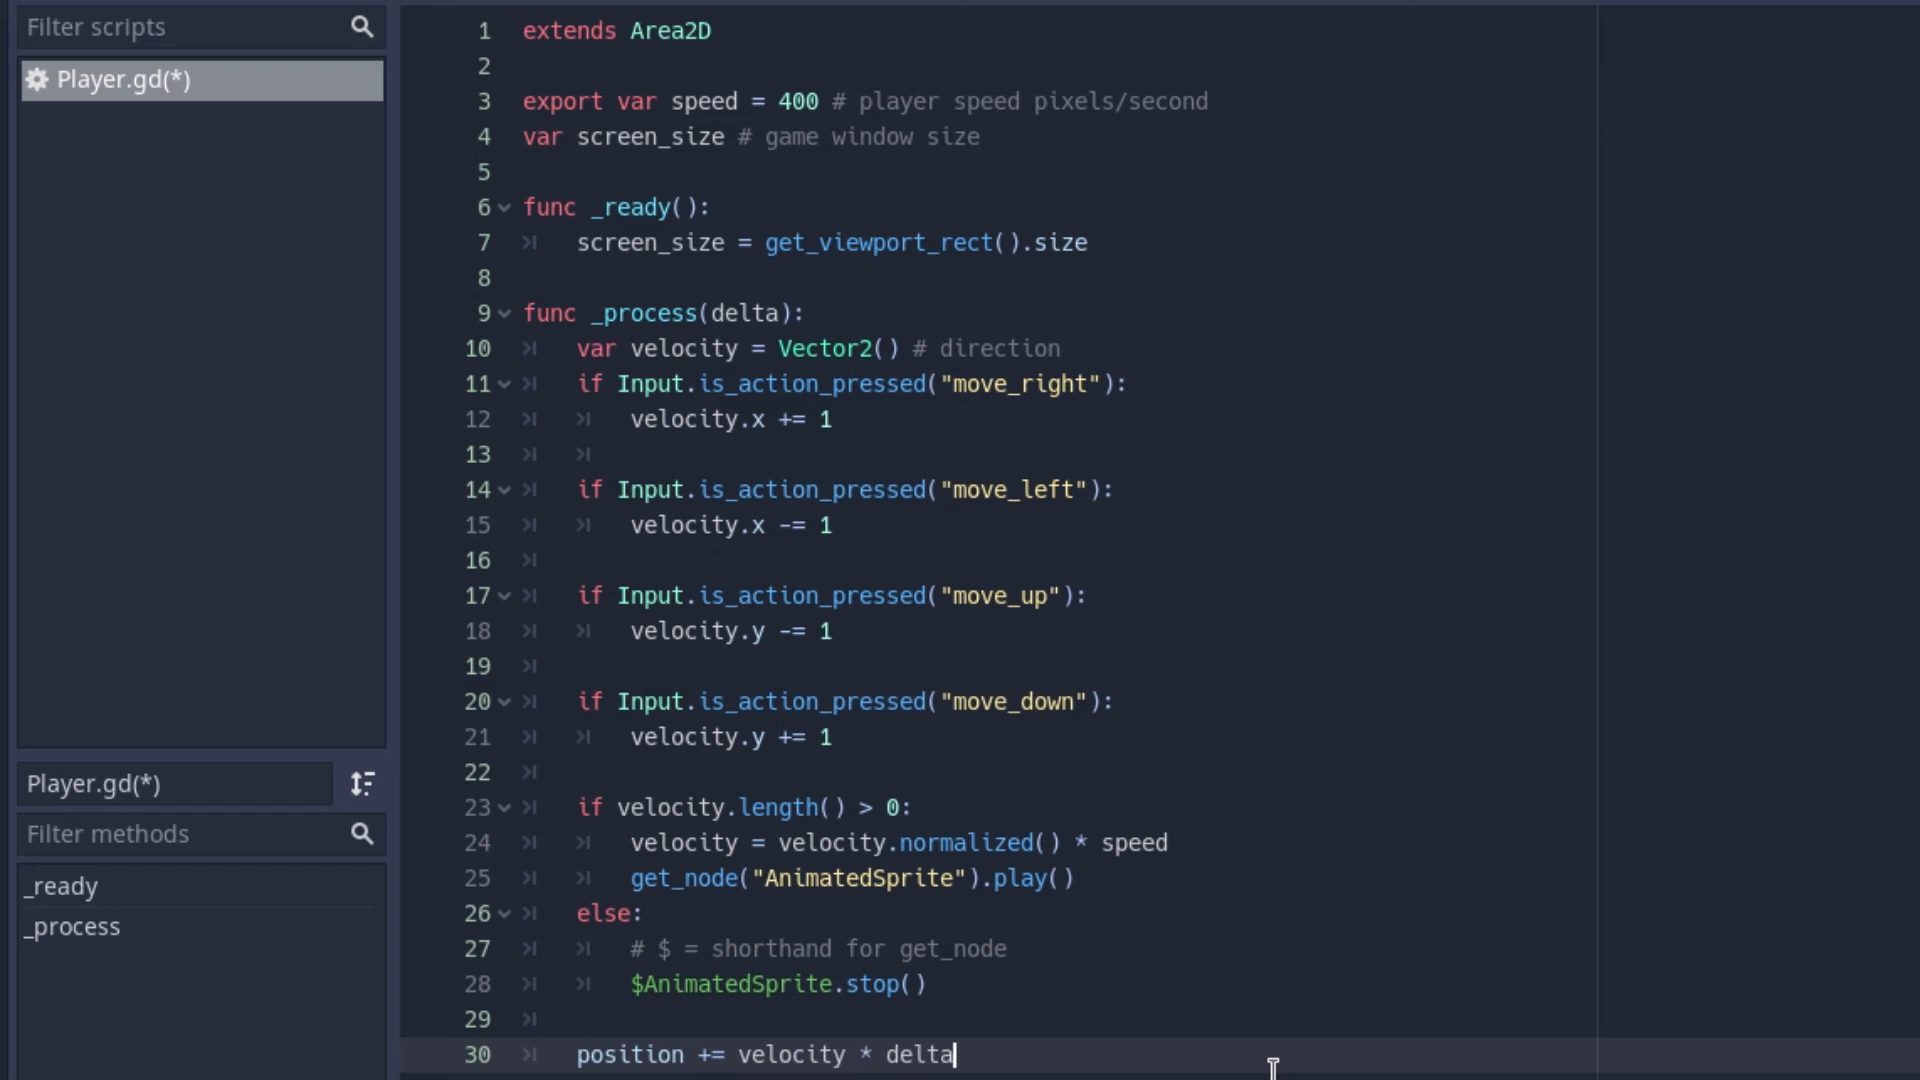 Filter scripts
Player.gd(*)
Player.gd(*)
Filter methods
_ready
_process
1 extends Area2D
2
3 export var speed = 400 # player speed pixels/second
4 var screen_size # game window size
5
6 func _ready():
7 screen_size = get_viewport_rect().size
8
9 func _process(delta):
10 var velocity = Vector2() # direction
11 if Input.is_action_pressed("move_right"):
12 velocity.x += 1
13
14 if Input.is_action_pressed("move_left"):
15 velocity.x -= 1
16
17 if Input.is_action_pressed("move_up"):
18 velocity.y -= 1
19
20 if Input.is_action_pressed("move_down"):
21 velocity.y += 1
22
23 if velocity.length() > 0:
24 velocity = velocity.normalized() * speed
25 get_node("AnimatedSprite").play()
26 else:
27 # $ = shorthand for get_node
28 $AnimatedSprite.stop()
29
30 position += velocity * delta